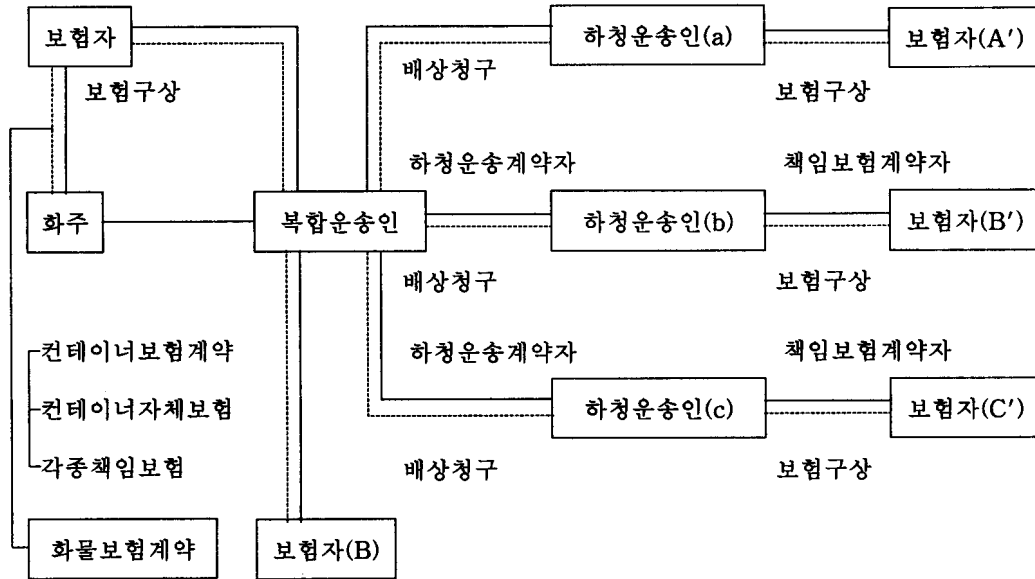 보험자
하청운송인(a)
보험자(A′)
배상청구
보험구상
보험구상
하청운송계약자
책임보험계약자
화주
복합운송인
하청운송인(b)
보험자(B′)
배상청구
보험구상
컨테이너보험계약
하청운송계약자
책임보험계약자
컨테이너자체보험
하청운송인(c)
보험자(C′)
각종책임보험
배상청구
보험구상
화물보험계약
보험자(B)